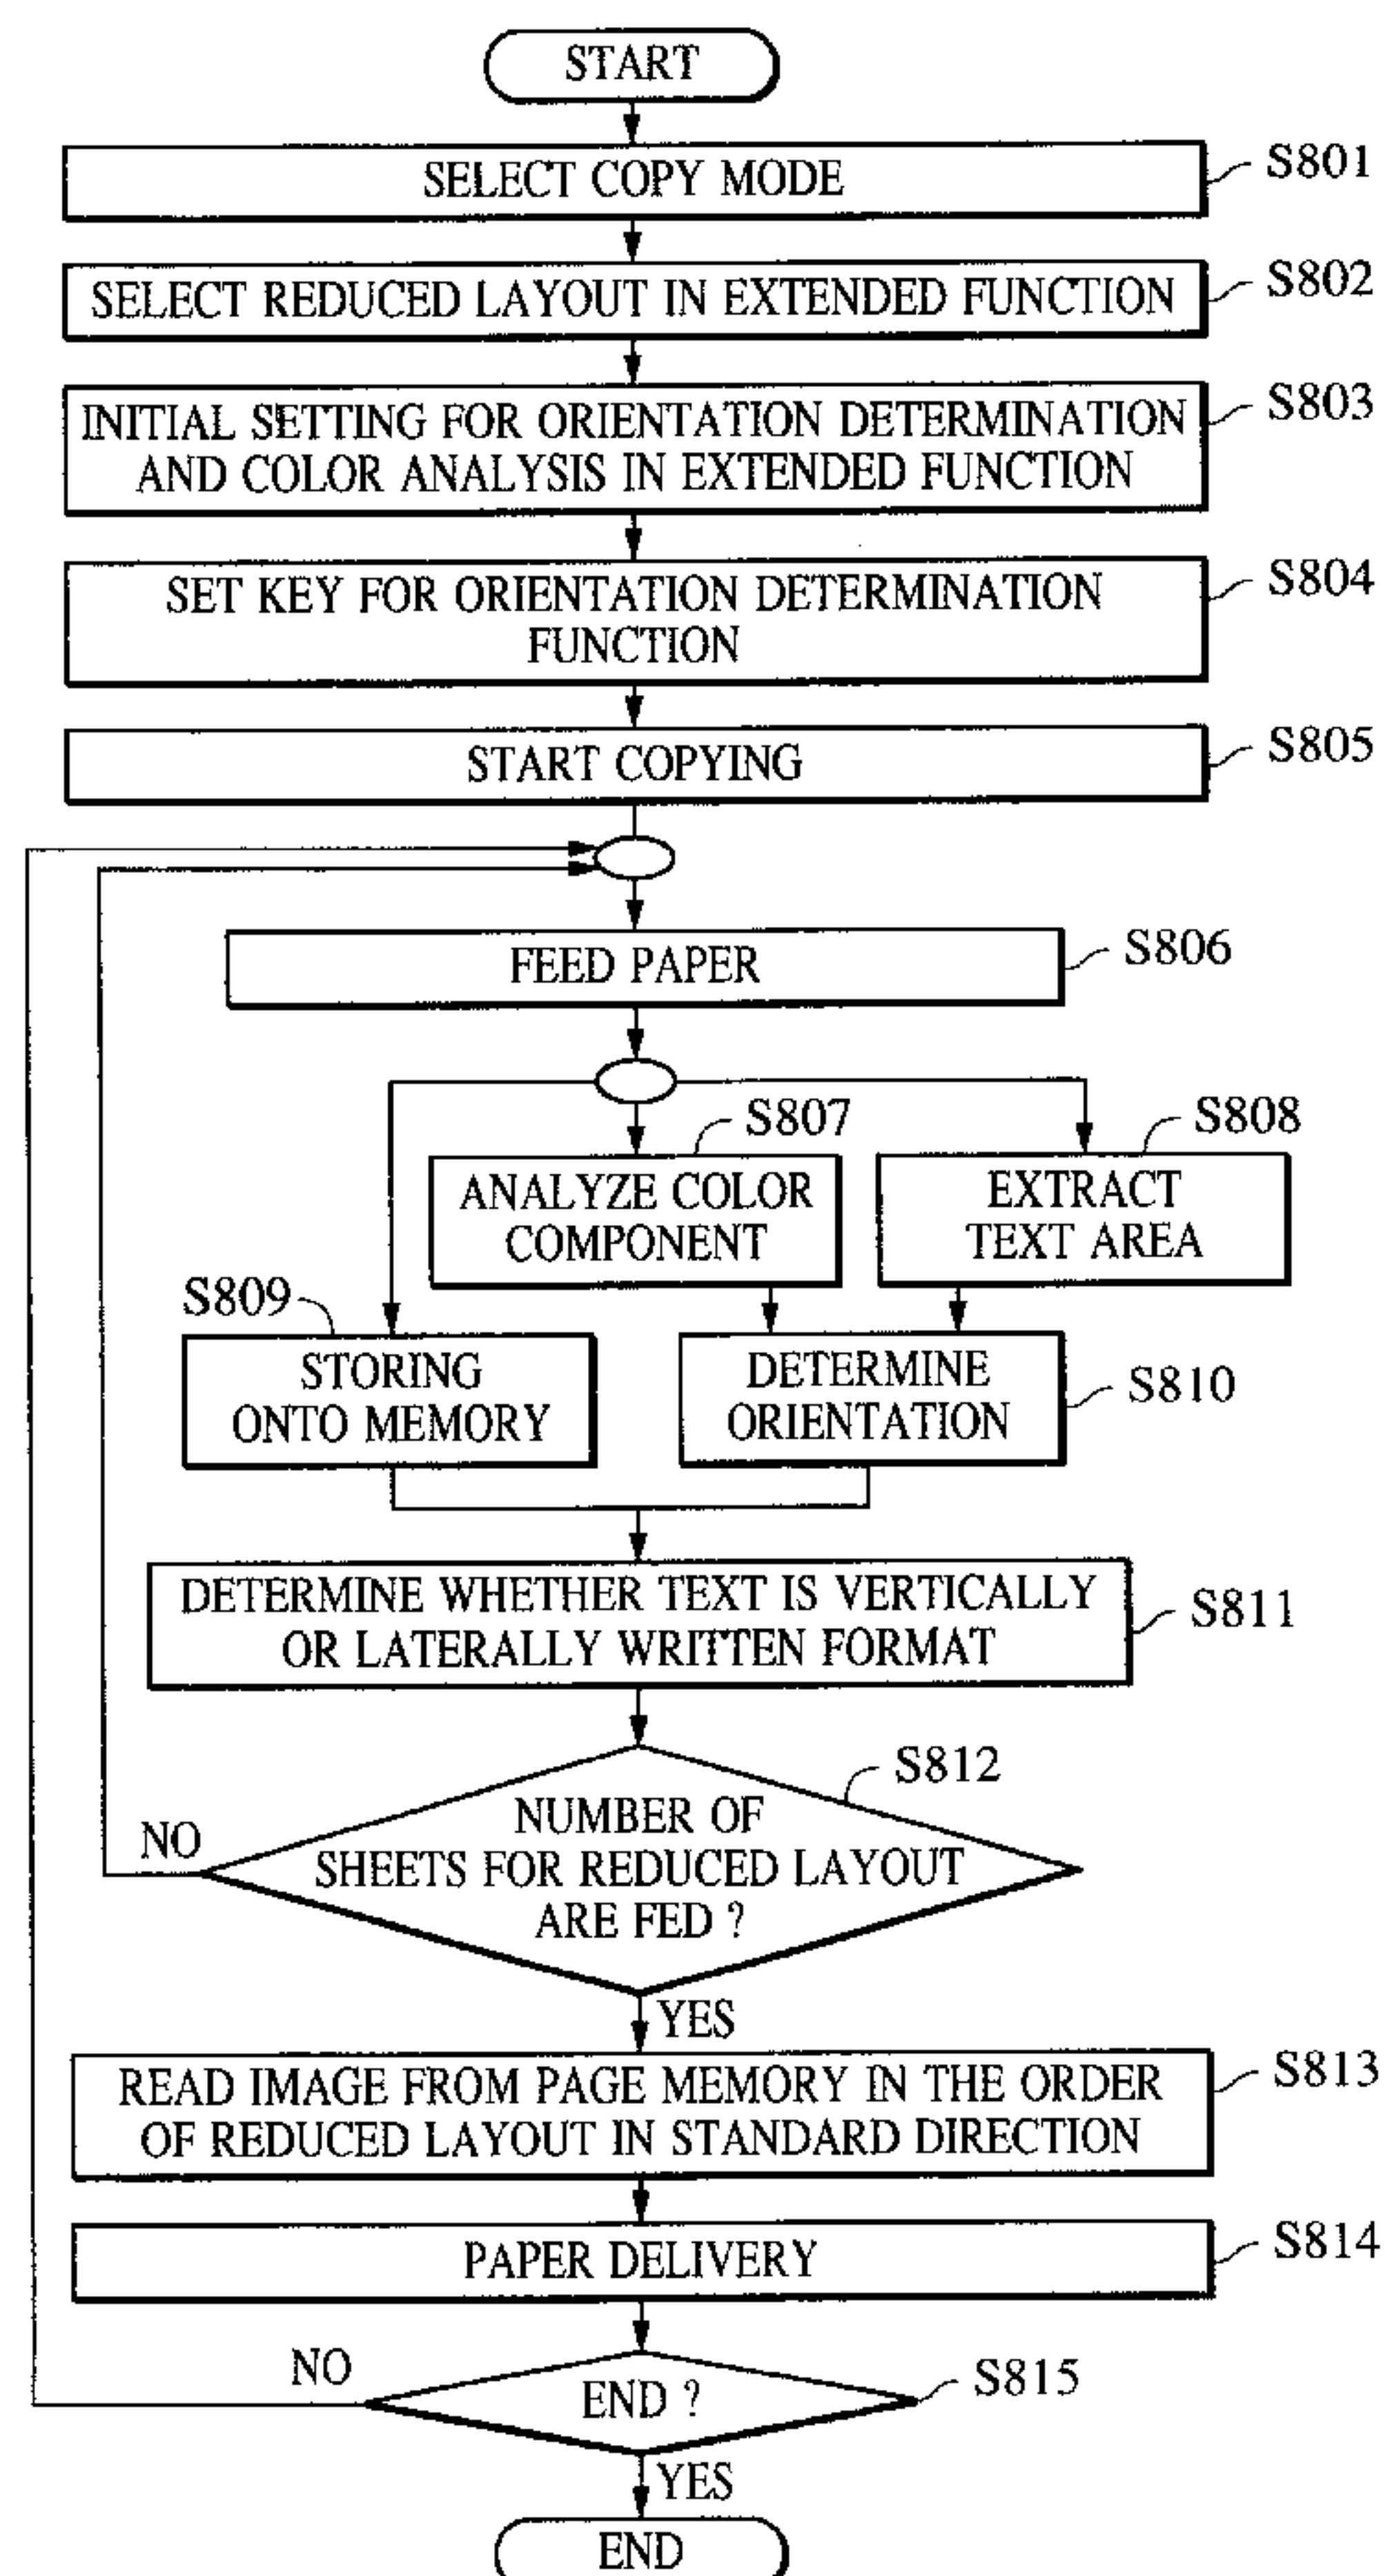 START
SELECT COPY MODE
S801
SELECT REDUCED LAYOUT IN EXTENDED FUNCTION
S802
INITIAL SETTING FOR ORIENTATION DETERMINATION
AND COLOR ANALYSIS IN EXTENDED FUNCTION
S803
SET KEY FOR ORIENTATION DETERMINATION
FUNCTION
S804
START COPYING
S805
FEED PAPER
S806
S807
ANALYZE COLOR
COMPONENT
S808
EXTRACT
TEXT AREA
S809
STORING
ONTO MEMORY
DETERMINE
ORIENTATION
S810
DETERMINE WHETHER TEXT IS VERTICALLY
OR LATERALLY WRITTEN FORMAT
S811
S812
NUMBER OF
SHEETS FOR REDUCED LAYOUT
ARE FED ?
NO
YES
READ IMAGE FROM PAGE MEMORY IN THE ORDER
OF REDUCED LAYOUT IN STANDARD DIRECTION
S813
PAPER DELIVERY
S814
END ?
S815
NO
YES
END